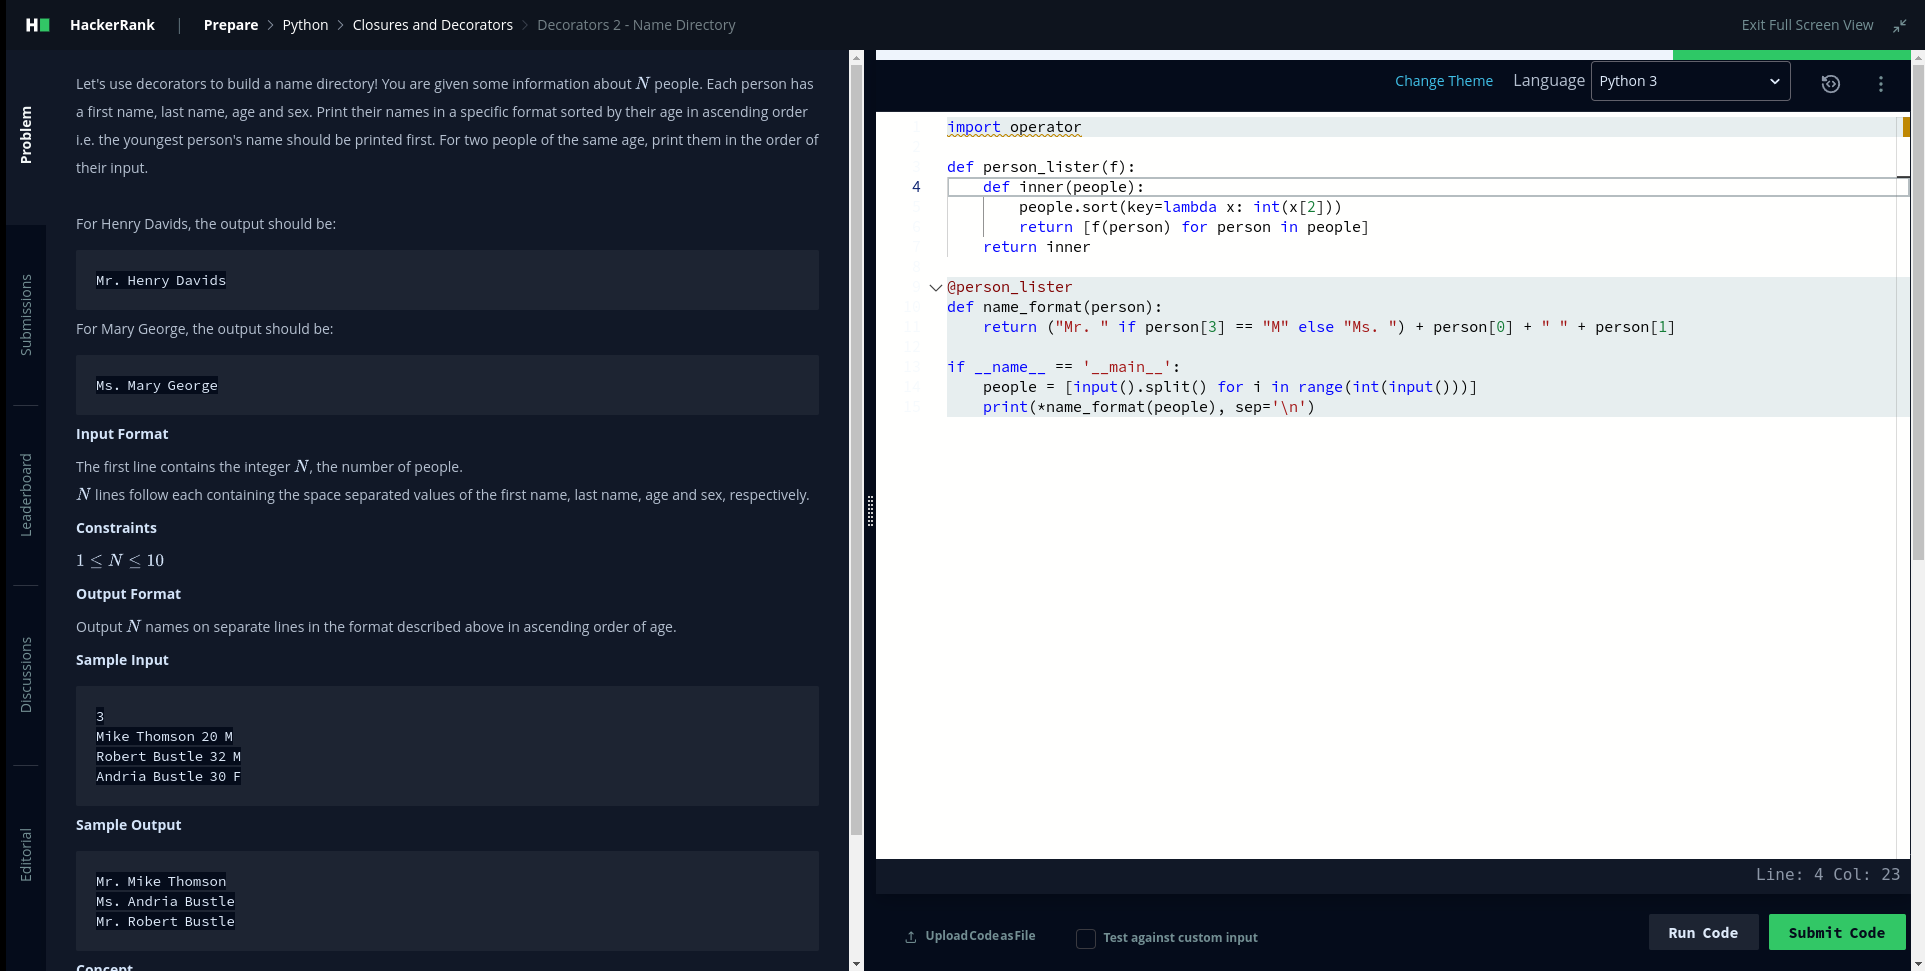 HackerRank | Prepare > Python > Closures and Decorators > Decorators 2 - Name Directory
Exit Full Screen View
Problem
Submissions
Leaderboard
Discussions
Editorial
Let's use decorators to build a name directory! You are given some information about N people. Each person has
a first name, last name, age and sex. Print their names in a specific format sorted by their age in ascending order
i.e. the youngest person's name should be printed first. For two people of the same age, print them in the order of
their input.
For Henry Davids, the output should be:
Mr. Henry Davids
For Mary George, the output should be:
Ms. Mary George
Input Format
The first line contains the integer N, the number of people.
N lines follow each containing the space separated values of the first name, last name, age and sex, respectively.
Constraints
1 ≤ N ≤ 10
Output Format
Output N names on separate lines in the format described above in ascending order of age.
Sample Input
3
Mike Thomson 20 M
Robert Bustle 32 M
Andria Bustle 30 F
Sample Output
Mr. Mike Thomson
Ms. Andria Bustle
Mr. Robert Bustle
Concept
Change Theme
Language
Python 3
1 import operator
2
3 def person_lister(f):
4     def inner(people):
5         people.sort(key=lambda x: int(x[2]))
6         return [f(person) for person in people]
7     return inner
8
9 @person_lister
10 def name_format(person):
11     return ("Mr. " if person[3] == "M" else "Ms. ") + person[0] + " " + person[1]
12
13 if __name__ == '__main__':
14     people = [input().split() for i in range(int(input()))]
15     print(*name_format(people), sep='\n')
Line: 4 Col: 23
Upload Code as File
Test against custom input
Run Code
Submit Code